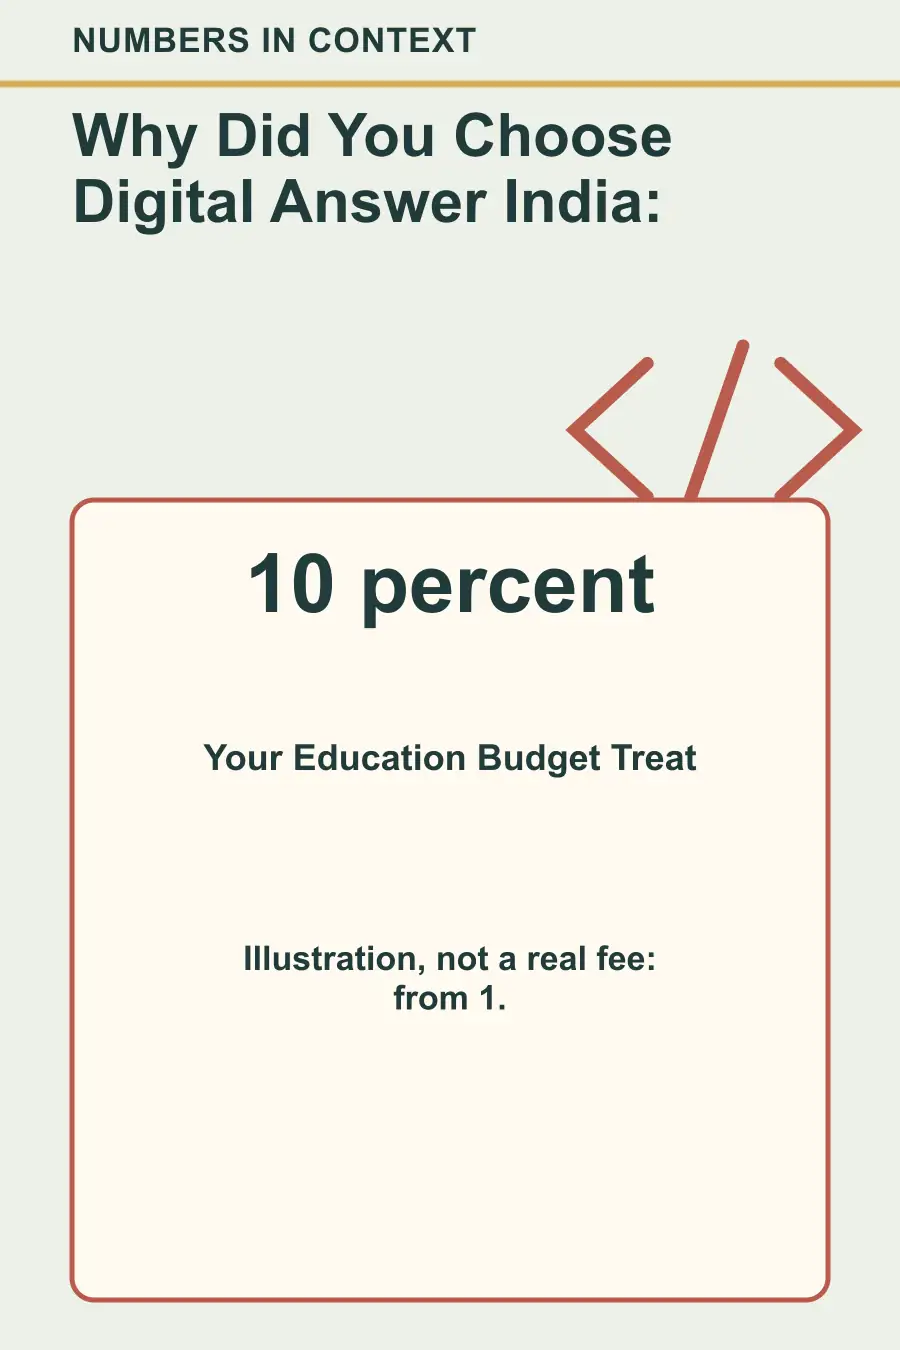 NUMBERS IN CONTEXT
Why Did You Choose
Digital Answer India:
10 percent
Your Education Budget Treat
Illustration, not a real fee:
from 1.